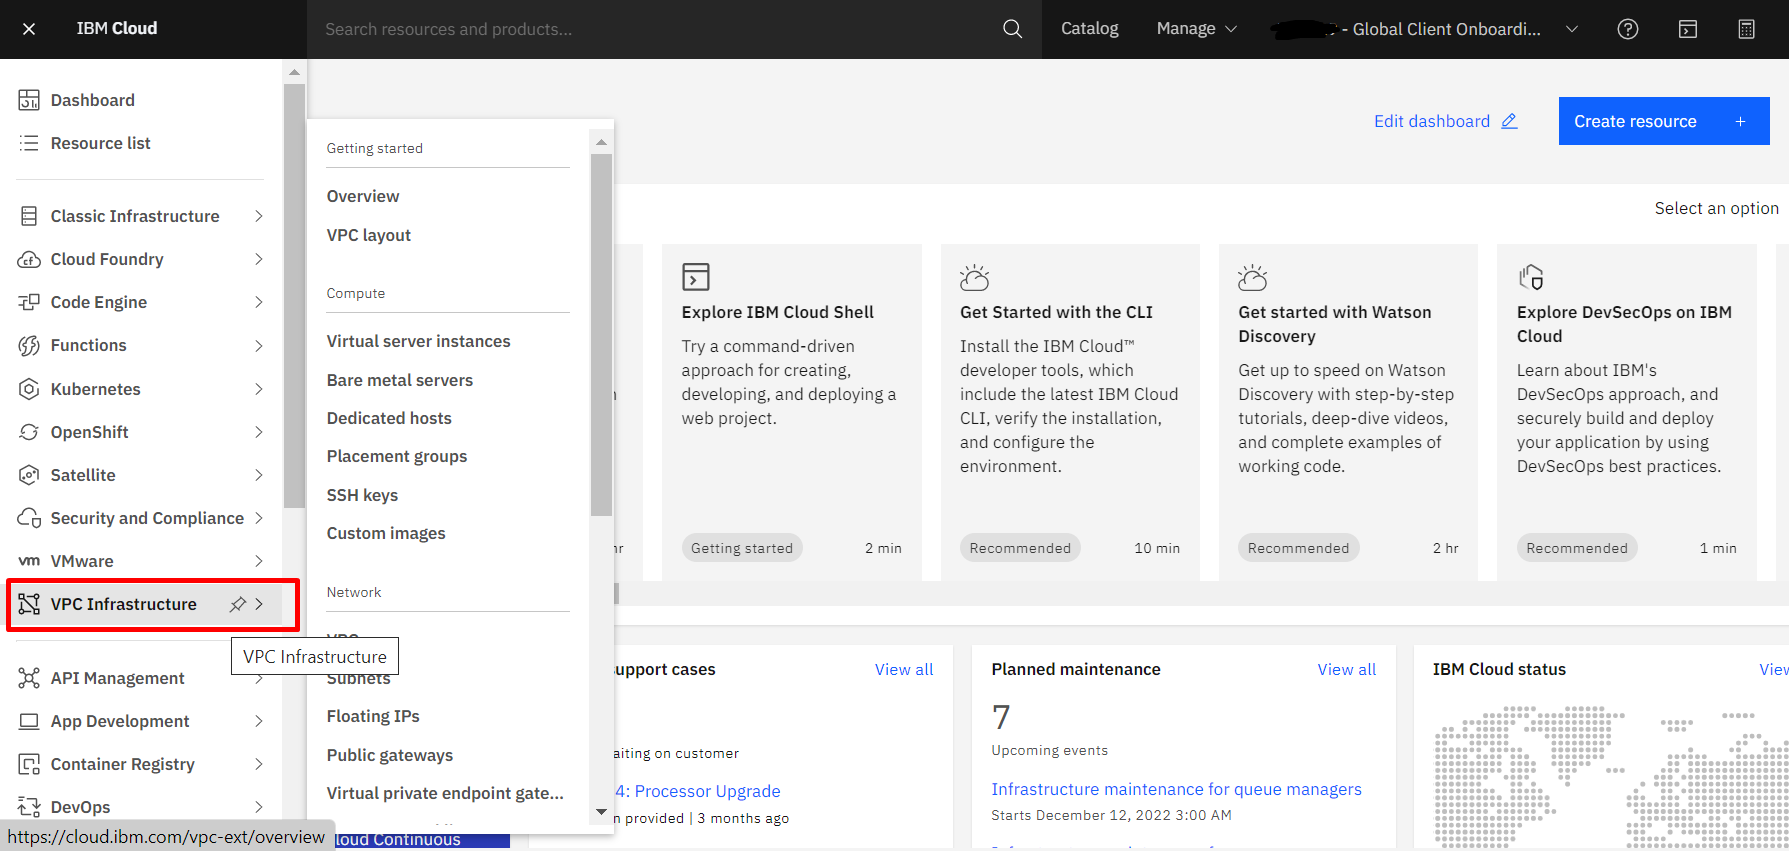 IBM Cloud
Search resources and products...
Catalog
Manage
- Global Client Onboardi...
Dashboard
Resource list
Classic Infrastructure
Cloud Foundry
Code Engine
Functions
Kubernetes
OpenShift
Satellite
Security and Compliance
vm VMware
VPC Infrastructure
VPC Infrastructure
API Management
App Development
Container Registry
DevOps
https://cloud.ibm.com/vpc-ext/overview
Getting started
Overview
VPC layout
Compute
Virtual server instances
Bare metal servers
Dedicated hosts
Placement groups
SSH keys
Custom images
Network
Subnets
Floating IPs
Public gateways
Virtual private endpoint gate...
Edit dashboard
Create resource +
Select an option
Explore IBM Cloud Shell
Try a command-driven
approach for creating,
developing, and deploying a
web project.
Getting started 2 min
Get Started with the CLI
Install the IBM Cloud™
developer tools, which
include the latest IBM Cloud
CLI, verify the installation,
and configure the
environment.
Recommended 10 min
Get started with Watson
Discovery
Get up to speed on Watson
Discovery with step-by-step
tutorials, deep-dive videos,
and complete examples of
working code.
Recommended 2 hr
Explore DevSecOps on IBM
Cloud
Learn about IBM's
DevSecOps approach, and
securely build and deploy
your application by using
DevSecOps best practices.
Recommended 1 min
upport cases View all
aiting on customer
4: Processor Upgrade
n provided | 3 months ago
loud Continuous
Planned maintenance View all
7
Upcoming events
Infrastructure maintenance for queue managers
Starts December 12, 2022 3:00 AM
IBM Cloud status View